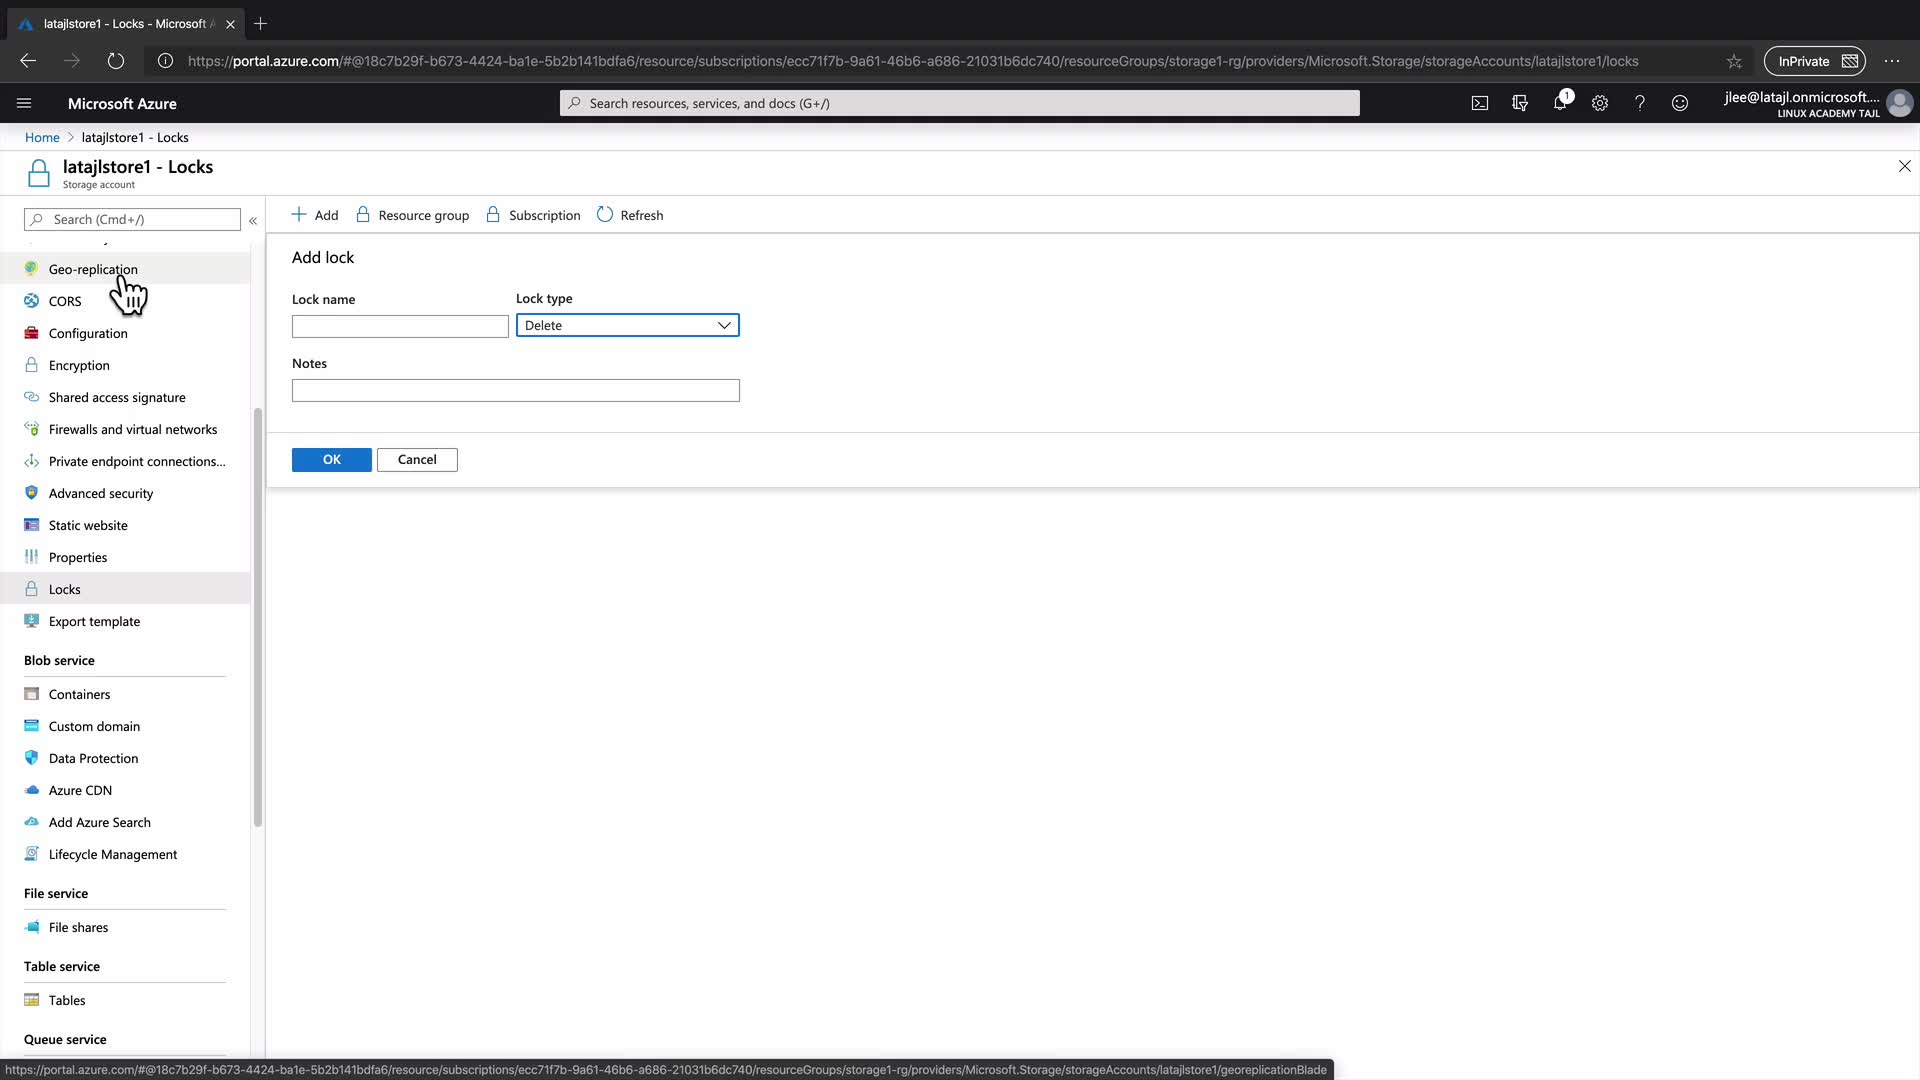 latajlstore1 - Locks - Microsoft A
https://portal.azure.com/#@18c7b29f-b673-4424-ba1e-5b2b141bdfa6/resource/subscriptions/ecc71f7b-9a61-46b6-a686-21031b6dc740/resourceGroups/storage1-rg/providers/Microsoft.Storage/storageAccounts/latajlstore1/locks
InPrivate
Microsoft Azure
Search resources, services, and docs (G+/)
1
jlee@latajl.onmicrosoft....
LINUX ACADEMY TAJL
Home > latajlstore1 - Locks
latajlstore1 - Locks
Storage account
Search (Cmd+/)
«
Add
Resource group
Subscription
Refresh
Geo-replication
CORS
Configuration
Encryption
Shared access signature
Firewalls and virtual networks
Private endpoint connections...
Advanced security
Static website
Properties
Locks
Export template
Blob service
Containers
Custom domain
Data Protection
Azure CDN
Add Azure Search
Lifecycle Management
File service
File shares
Table service
Tables
Queue service
Add lock
Lock name
Lock type
Delete
Notes
OK
Cancel
https://portal.azure.com/#@18c7b29f-b673-4424-ba1e-5b2b141bdfa6/resource/subscriptions/ecc71f7b-9a61-46b6-a686-21031b6dc740/resourceGroups/storage1-rg/providers/Microsoft.Storage/storageAccounts/latajlstore1/georeplicationBlade